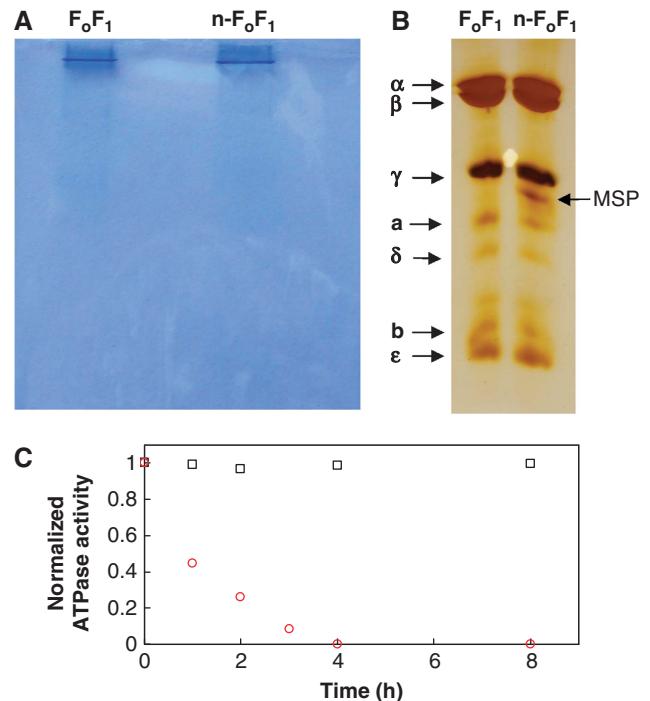 A FₒF₁ n-FₒF₁
B FₒF₁ n-FₒF₁
α
β
γ
MSP
a
δ
b
ε
C
Normalized
ATPase activity
1
0.8
0.6
0.4
0.2
0
0 2 4 6 8
Time (h)